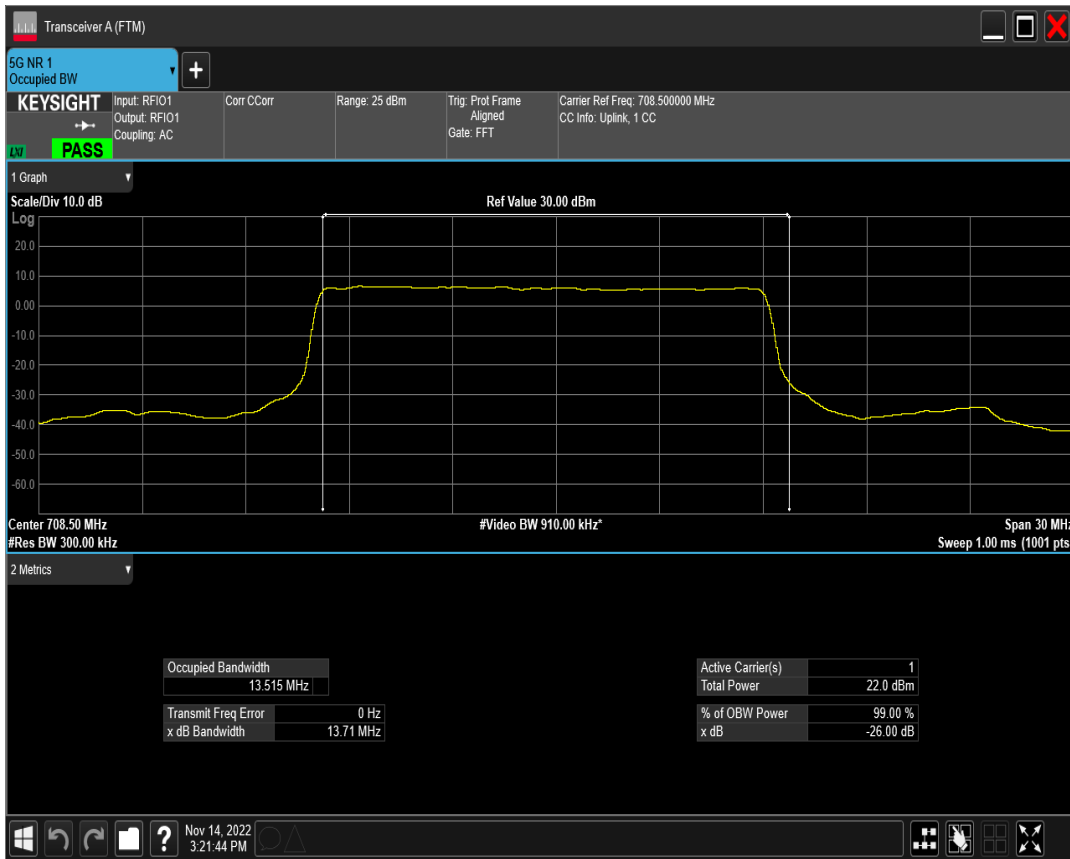 Transceiver A (FTM)
5G NR 1
Occupied BW
+
KEYSIGHT
LXI
PASS
Input: RFIO1
Output: RFIO1
Coupling: AC
Corr CCorr
Range: 25 dBm
Trig: Prot Frame
Aligned
Gate: FFT
Carrier Ref Freq: 708.500000 MHz
CC Info: Uplink, 1 CC
1 Graph
Scale/Div 10.0 dB
Ref Value 30.00 dBm
Log
20.0
10.0
0.00
-10.0
-20.0
-30.0
-40.0
-50.0
-60.0
Center 708.50 MHz
#Video BW 910.00 kHz*
Span 30 MHz
#Res BW 300.00 kHz
Sweep 1.00 ms (1001 pts
2 Metrics
Occupied Bandwidth
13.515 MHz
Transmit Freq Error 0 Hz
x dB Bandwidth 13.71 MHz
Active Carrier(s) 1
Total Power 22.0 dBm
% of OBW Power 99.00 %
x dB -26.00 dB
?
Nov 14, 2022
3:21:44 PM